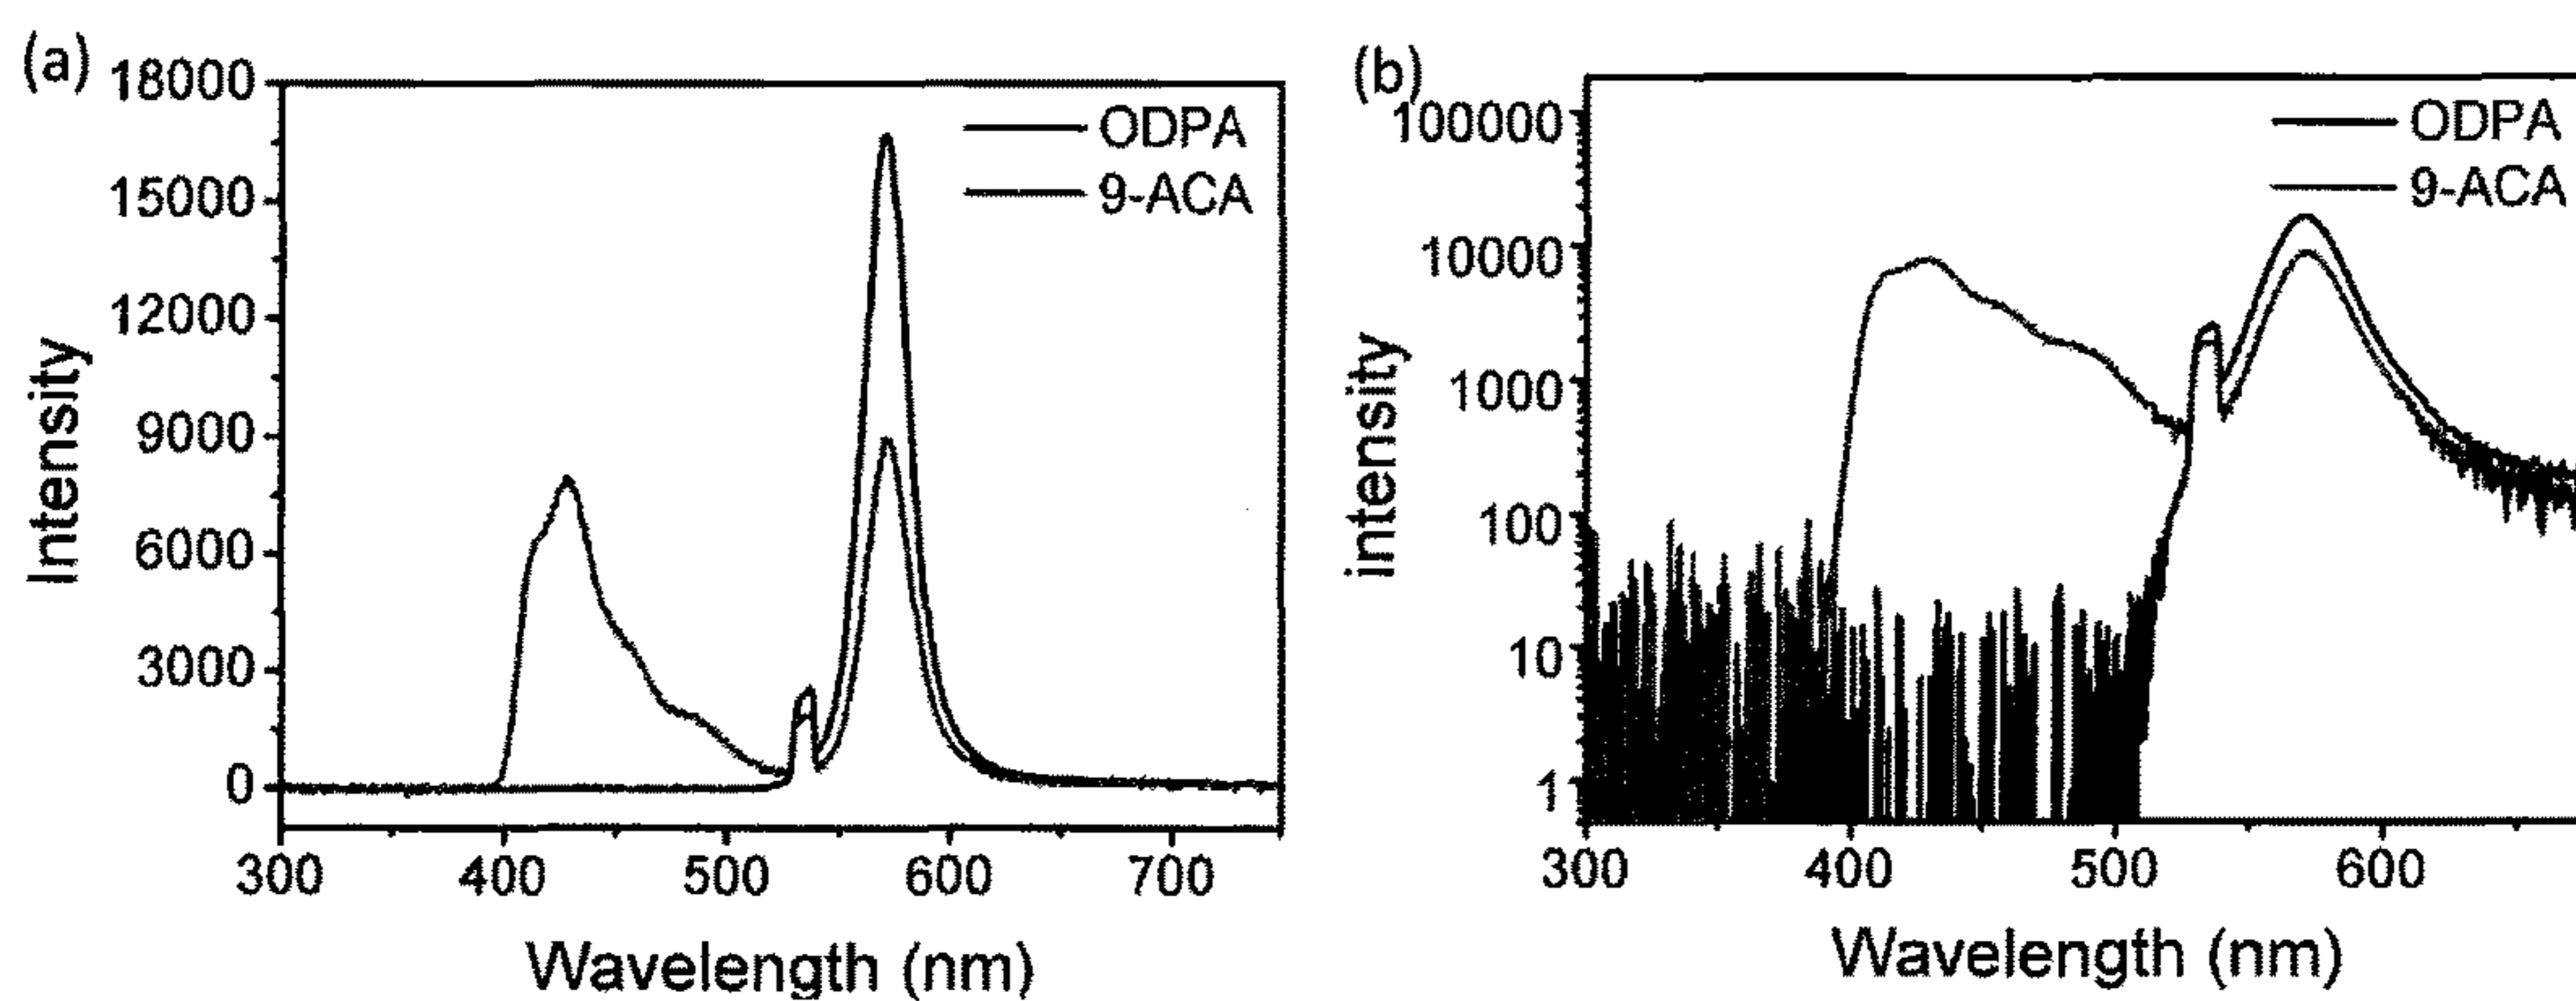 (a)
18000
15000
12000
9000
6000
3000
0
Intensity
ODPA
9-ACA
300 400 500 600 700
Wavelength (nm)
(b)
100000
10000
1000
100
10
1
intensity
ODPA
9-ACA
300 400 500 600
Wavelength (nm)